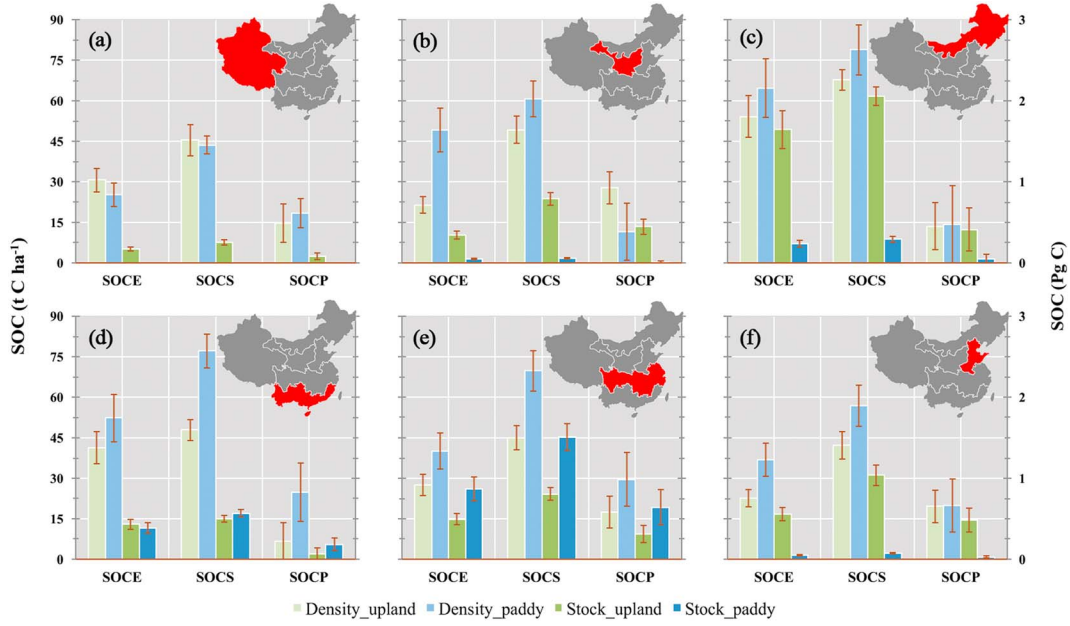 (a)
(b)
(c)
90
75
60
45
30
15
0
3
2
1
0
SOCE SOCS SOCP
SOCE SOCS SOCP
SOCE SOCS SOCP
SOC (t C ha⁻¹)
SOC (Pg C)
(d)
(e)
(f)
90
75
60
45
30
15
0
3
2
1
0
SOCE SOCS SOCP
SOCE SOCS SOCP
SOCE SOCS SOCP
Density_upland Density_paddy Stock_upland Stock_paddy